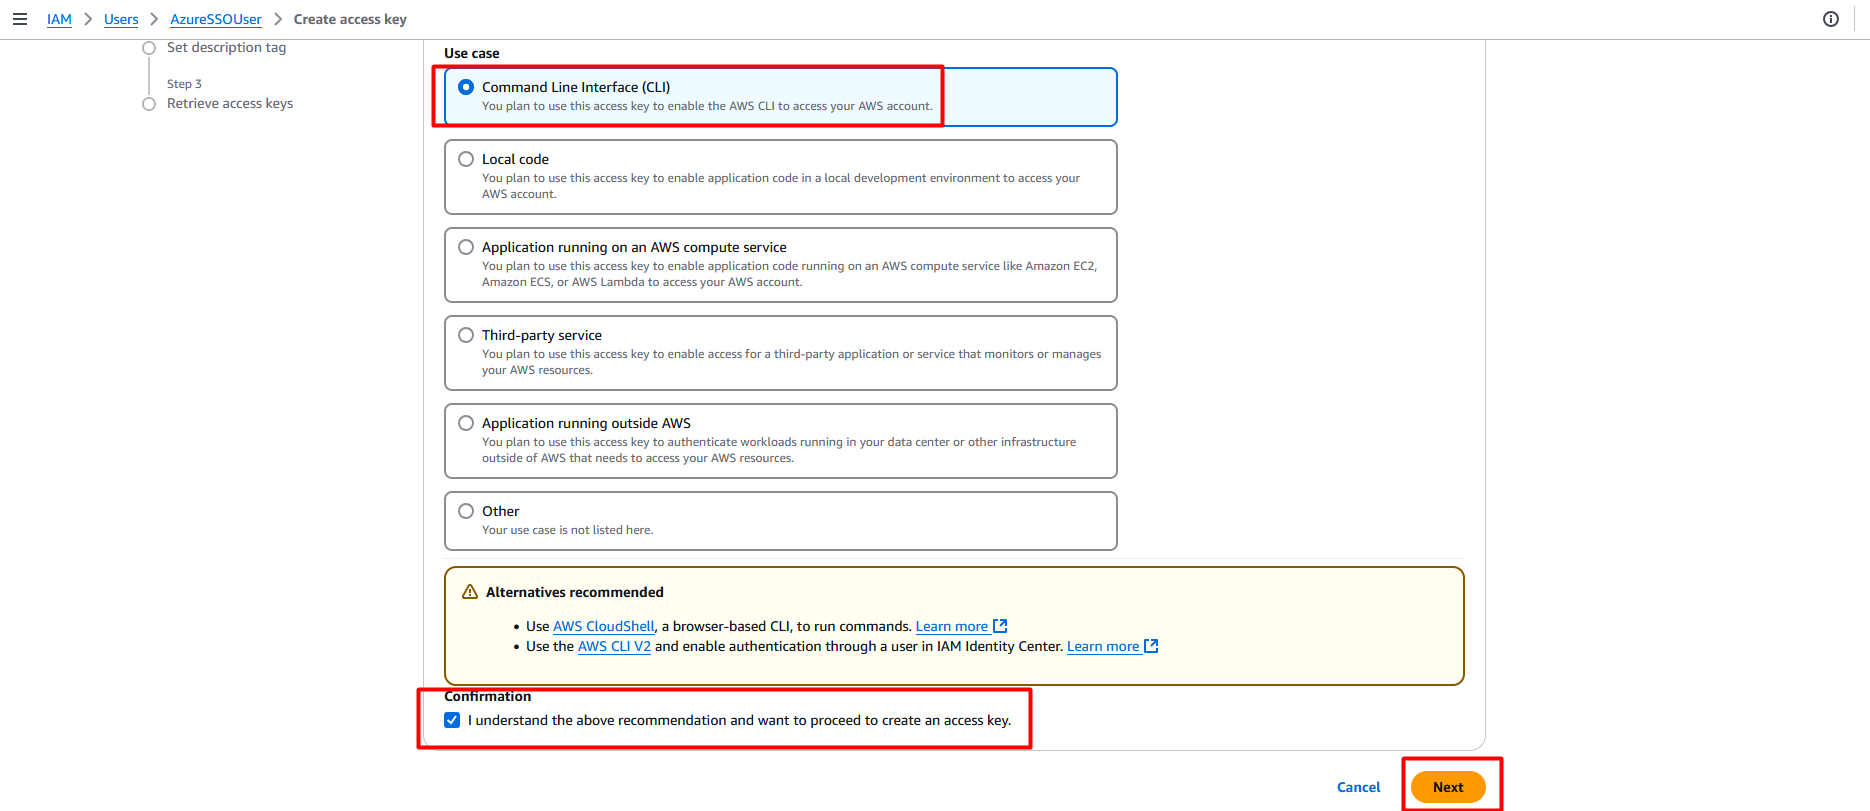 IAM > Users > AzureSSOUser > Create access key
Set description tag
Step 3
Retrieve access keys
Use case
Command Line Interface (CLI)
You plan to use this access key to enable the AWS CLI to access your AWS account.
Local code
You plan to use this access key to enable application code in a local development environment to access your
AWS account.
Application running on an AWS compute service
You plan to use this access key to enable application code running on an AWS compute service like Amazon EC2,
Amazon ECS, or AWS Lambda to access your AWS account.
Third-party service
You plan to use this access key to enable access for a third-party application or service that monitors or manages
your AWS resources.
Application running outside AWS
You plan to use this access key to authenticate workloads running in your data center or other infrastructure
outside of AWS that needs to access your AWS resources.
Other
Your use case is not listed here.
Alternatives recommended
• Use AWS CloudShell, a browser-based CLI, to run commands. Learn more
• Use the AWS CLI V2 and enable authentication through a user in IAM Identity Center. Learn more
Confirmation
I understand the above recommendation and want to proceed to create an access key.
Cancel
Next